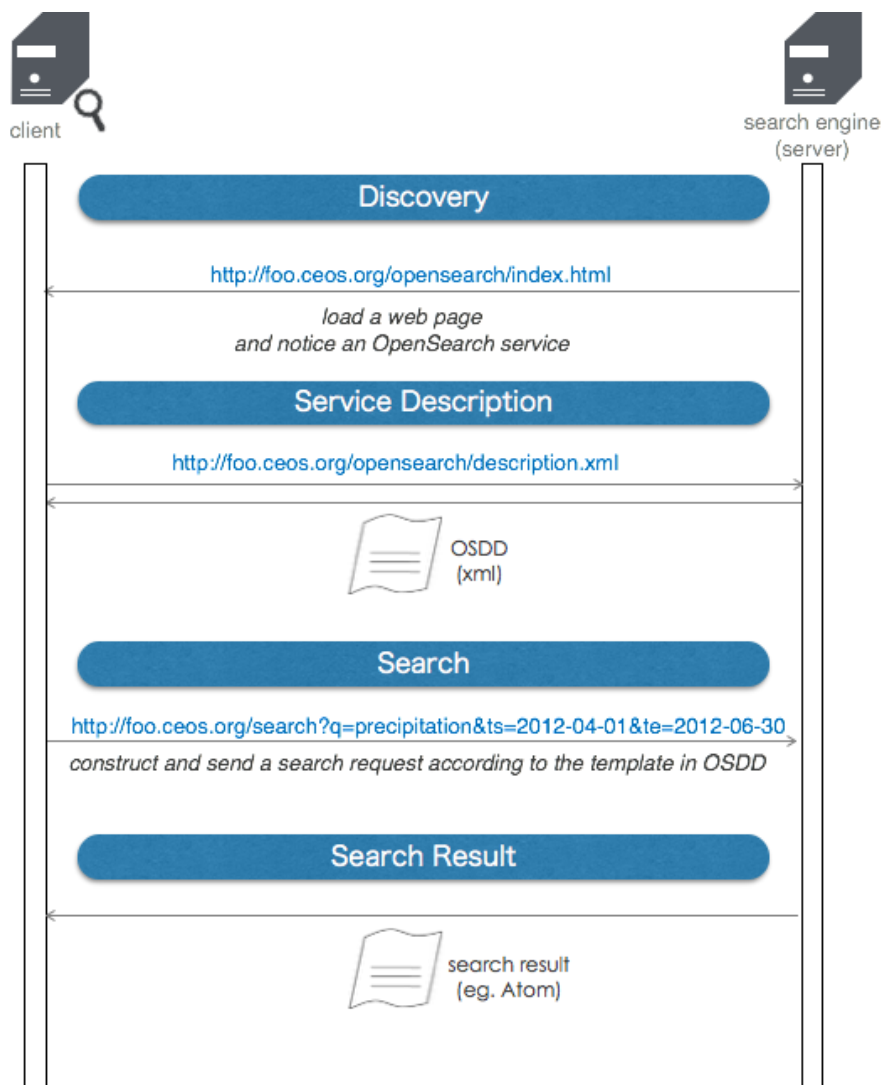 client
search engine
(server)
Discovery
http://foo.ceos.org/opensearch/index.html
load a web page
and notice an OpenSearch service
Service Description
http://foo.ceos.org/opensearch/description.xml
OSDD
(xml)
Search
http://foo.ceos.org/search?q=precipitation&ts=2012-04-01&te=2012-06-30
construct and send a search request according to the template in OSDD
Search Result
search result
(eg. Atom)